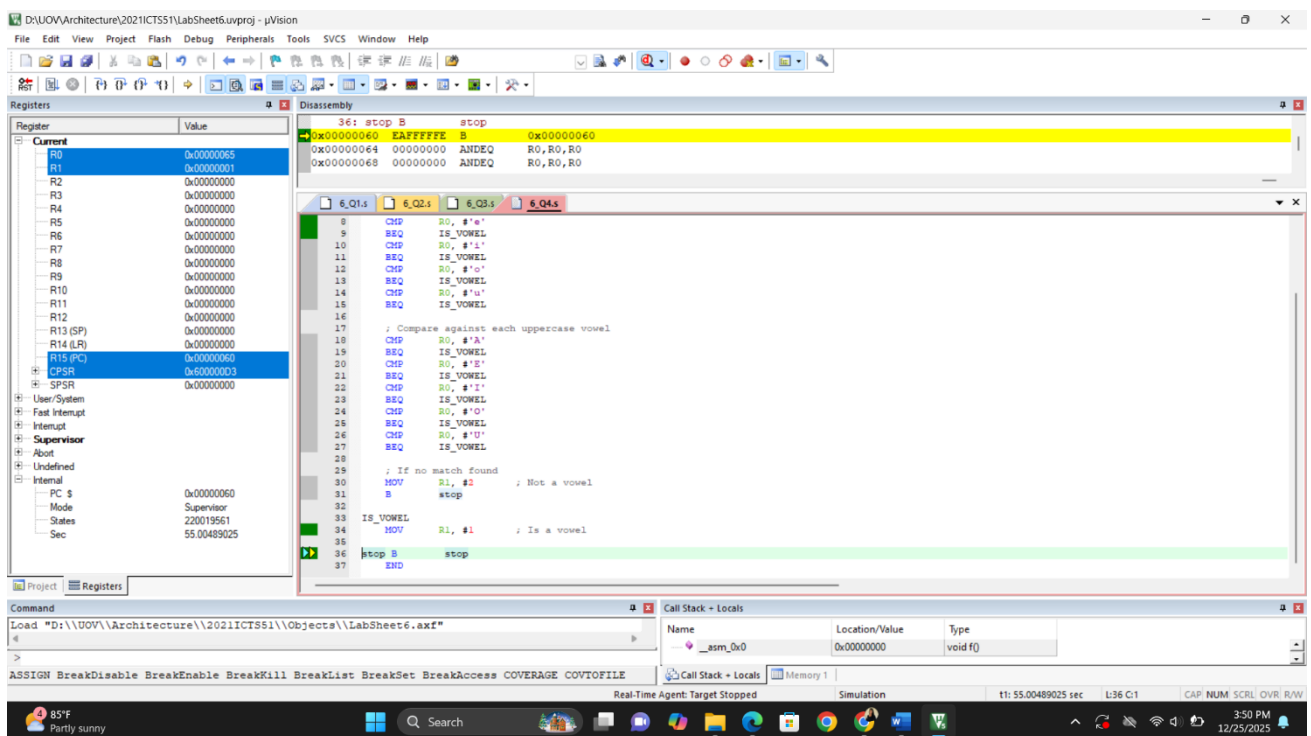 D:\UOV\Architecture\2021ICTS51\LabSheet6.uvproj - µVision
File Edit View Project Flash Debug Peripherals Tools SVCS Window Help
Registers
Register Value
Current
R0 0x00000065
R1 0x00000001
R2 0x00000000
R3 0x00000000
R4 0x00000000
R5 0x00000000
R6 0x00000000
R7 0x00000000
R8 0x00000000
R9 0x00000000
R10 0x00000000
R11 0x00000000
R12 0x00000000
R13 (SP) 0x00000000
R14 (LR) 0x00000000
R15 (PC) 0x00000060
CPSR 0x600000D3
SPSR 0x00000000
User/System
Fast Interrupt
Interrupt
Supervisor
Abort
Undefined
Internal
PC $ 0x00000060
Mode Supervisor
States 220019561
Sec 55.00489025
Project Registers
Disassembly
36: stop B stop
0x00000060 EAFFFFFE B 0x00000060
0x00000064 00000000 ANDEQ R0,R0,R0
0x00000068 00000000 ANDEQ R0,R0,R0
6_Q1.s 6_Q2.s 6_Q3.s 6_Q4.s
8 CMP R0, #'e'
9 BEQ IS_VOWEL
10 CMP R0, #'i'
11 BEQ IS_VOWEL
12 CMP R0, #'o'
13 BEQ IS_VOWEL
14 CMP R0, #'u'
15 BEQ IS_VOWEL
16
17 ; Compare against each uppercase vowel
18 CMP R0, #'A'
19 BEQ IS_VOWEL
20 CMP R0, #'E'
21 BEQ IS_VOWEL
22 CMP R0, #'I'
23 BEQ IS_VOWEL
24 CMP R0, #'O'
25 BEQ IS_VOWEL
26 CMP R0, #'U'
27 BEQ IS_VOWEL
28
29 ; If no match found
30 MOV R1, #2 ; Not a vowel
31 B stop
32
33 IS_VOWEL
34 MOV R1, #1 ; Is a vowel
35
36 stop B stop
37 END
Command
Load "D:\\UOV\\Architecture\\2021ICTS51\\Objects\\LabSheet6.axf"
>
ASSIGN BreakDisable BreakEnable BreakKill BreakList BreakSet BreakAccess COVERAGE COVTOFILE
Call Stack + Locals
Name Location/Value Type
__asm_0x0 0x00000000 void f()
Call Stack + Locals Memory 1
Real-Time Agent: Target Stopped Simulation t1: 55.00489025 sec L:36 C:1 CAP NUM SCRL OVR R/W
4
85°F
Partly sunny
Search
3:50 PM
12/25/2025